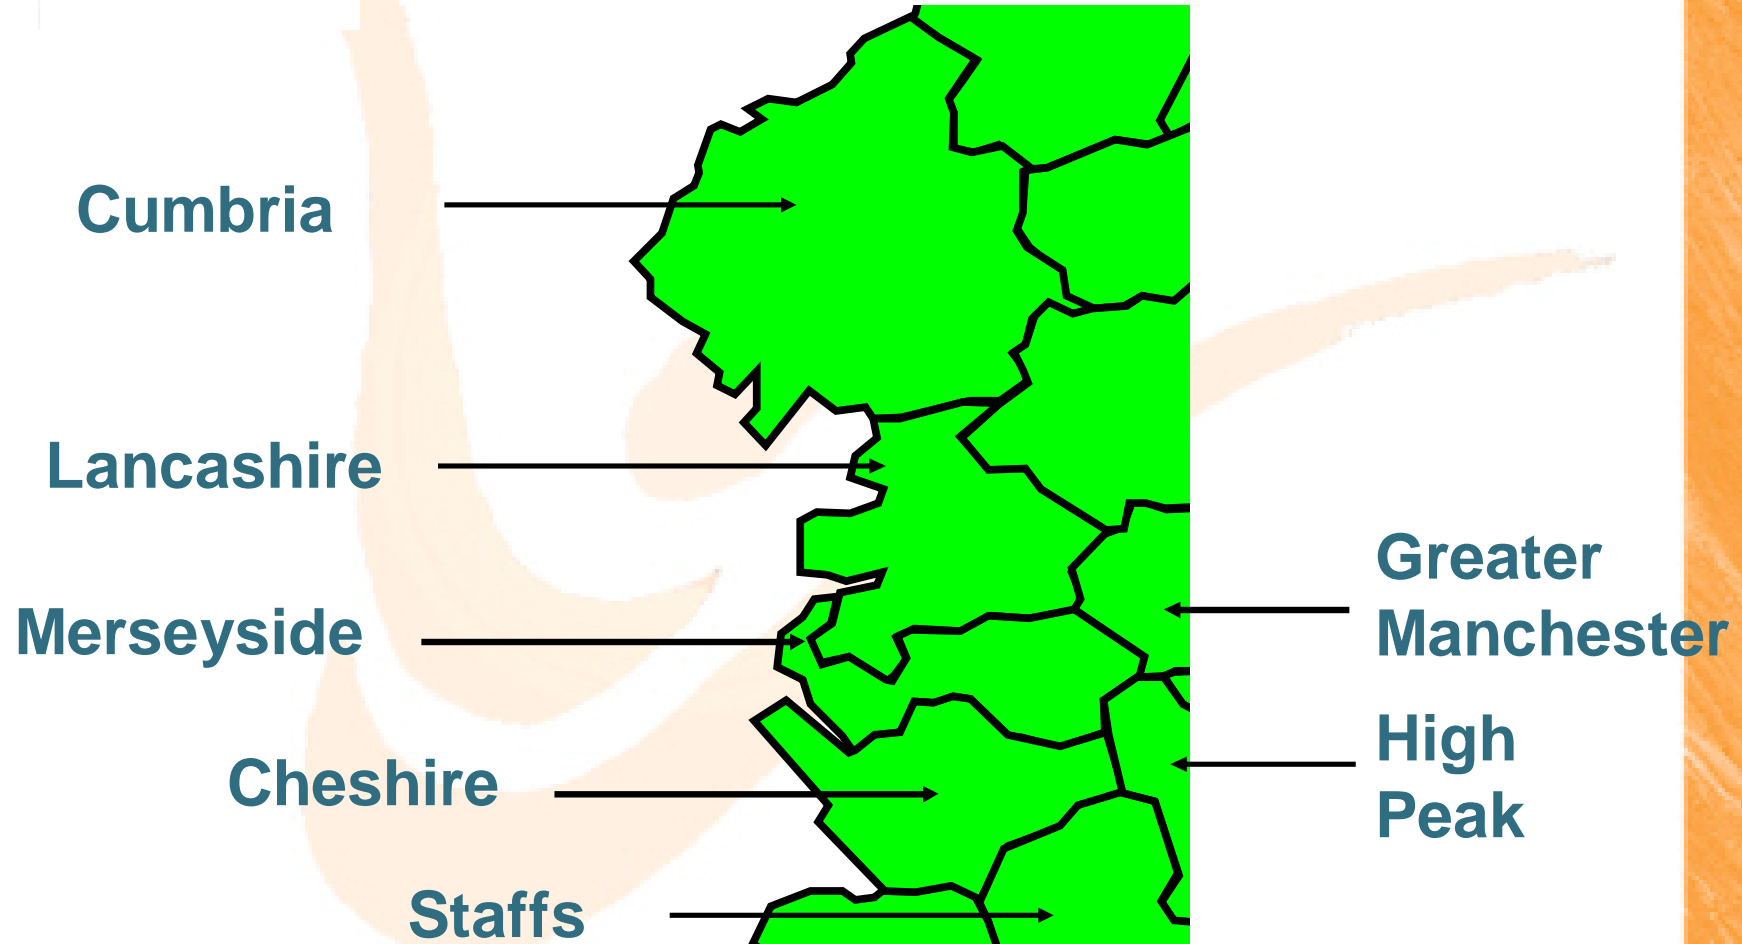 Cumbria
Lancashire
Merseyside
Cheshire
Staffs
Greater
Manchester
High
Peak